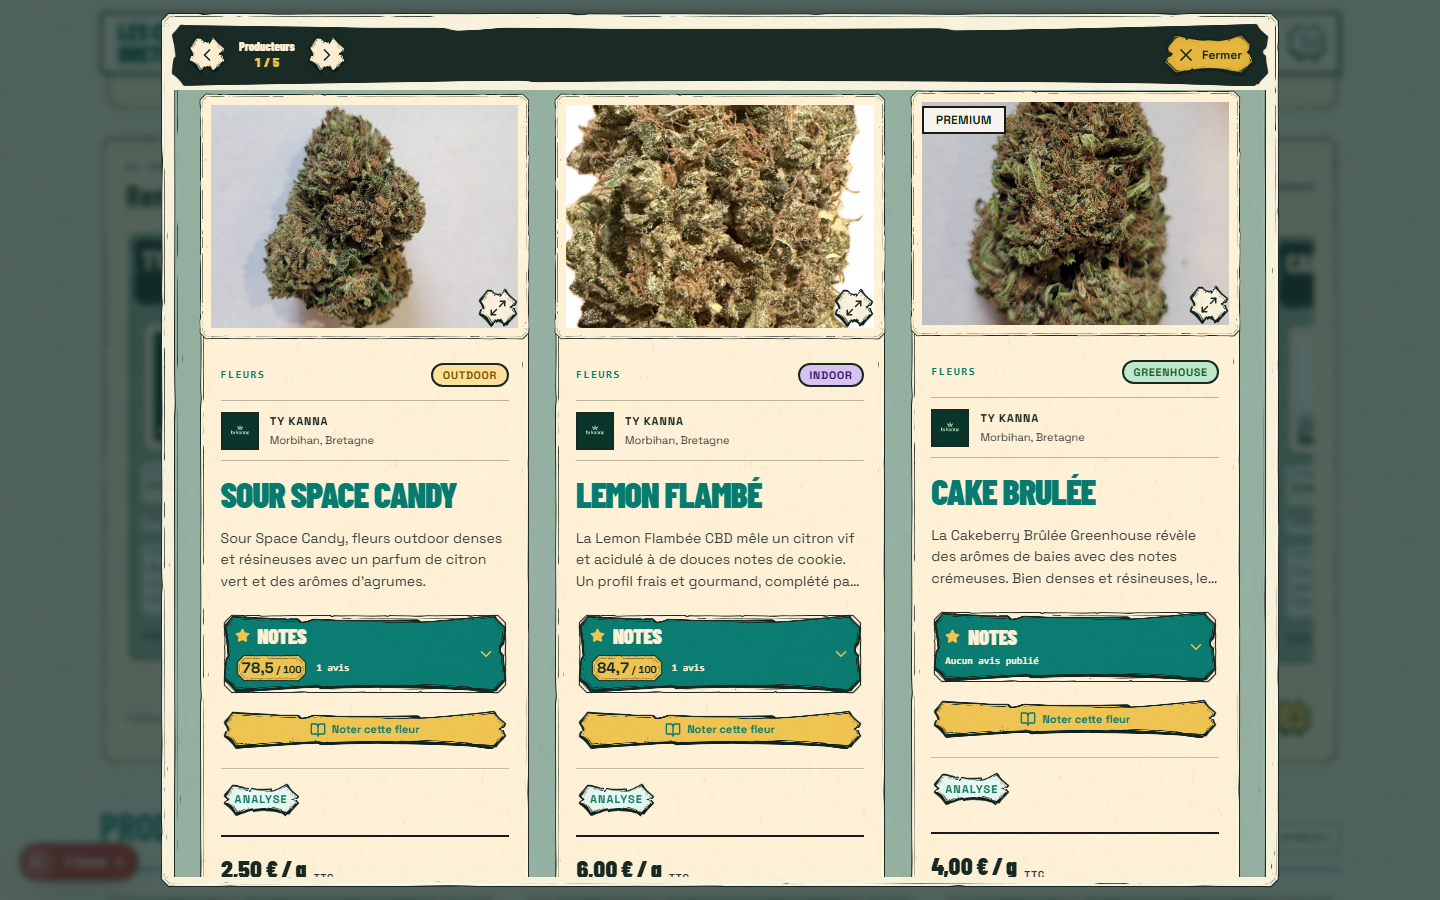 Producteurs
1 / 5
Fermer
FLEURS
OUTDOOR
TY KANNA
Morbihan, Bretagne
SOUR SPACE CANDY
Sour Space Candy, fleurs outdoor denses
et résineuses avec un parfum de citron
vert et des arômes d'agrumes.
NOTES
78,5 / 100
1 avis
Noter cette fleur
ANALYSE
2,50 € / g TTC
FLEURS
INDOOR
TY KANNA
Morbihan, Bretagne
LEMON FLAMBÉ
La Lemon Flambée CBD mêle un citron vif
et acidulé à de douces notes de cookie.
Un profil frais et gourmand, complété pa...
NOTES
84,7 / 100
1 avis
Noter cette fleur
ANALYSE
6,00 € / g TTC
PREMIUM
FLEURS
GREENHOUSE
TY KANNA
Morbihan, Bretagne
CAKE BRULÉE
La Cakeberry Brûlée Greenhouse révèle
des arômes de baies avec des notes
crémeuses. Bien denses et résineuses, le...
NOTES
Aucun avis publié
Noter cette fleur
ANALYSE
4,00 € / g TTC